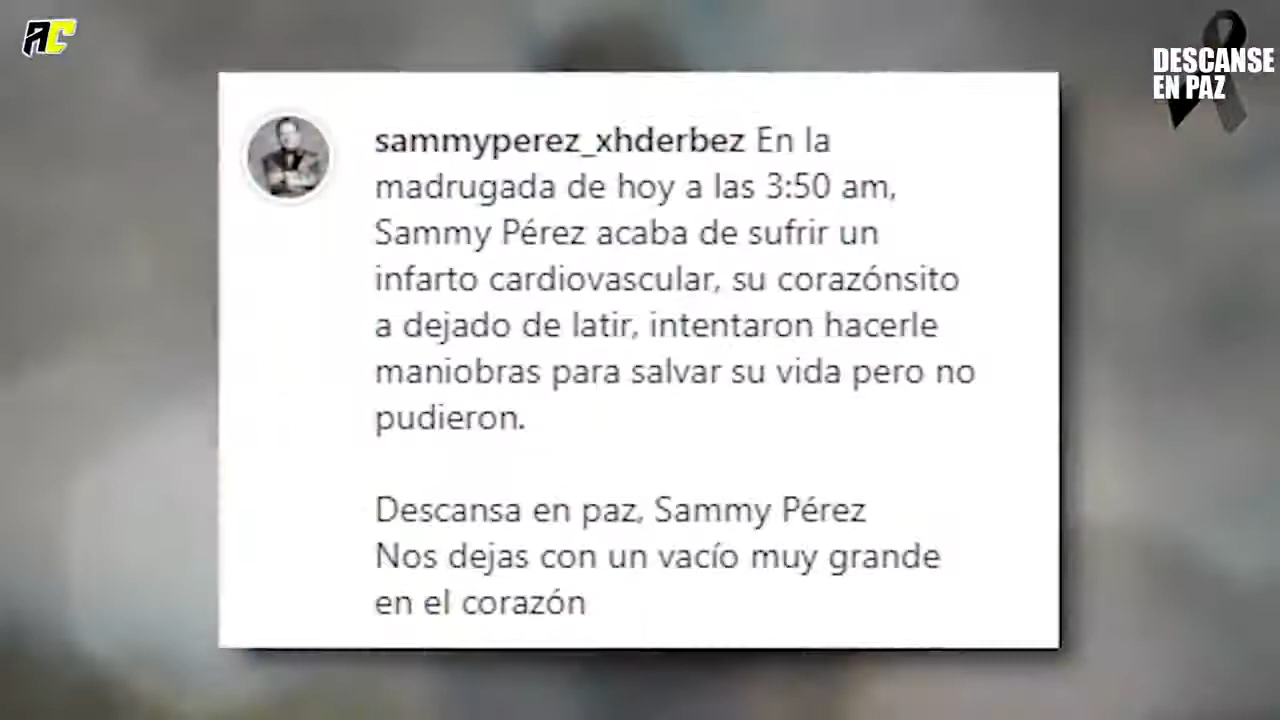 AC
DESCANSE
EN PAZ
sammyperez_xhderbez En la
madrugada de hoy a las 3:50 am,
Sammy Pérez acaba de sufrir un
infarto cardiovascular, su corazónsito
a dejado de latir, intentaron hacerle
maniobras para salvar su vida pero no
pudieron.
Descansa en paz, Sammy Pérez
Nos dejas con un vacío muy grande
en el corazón